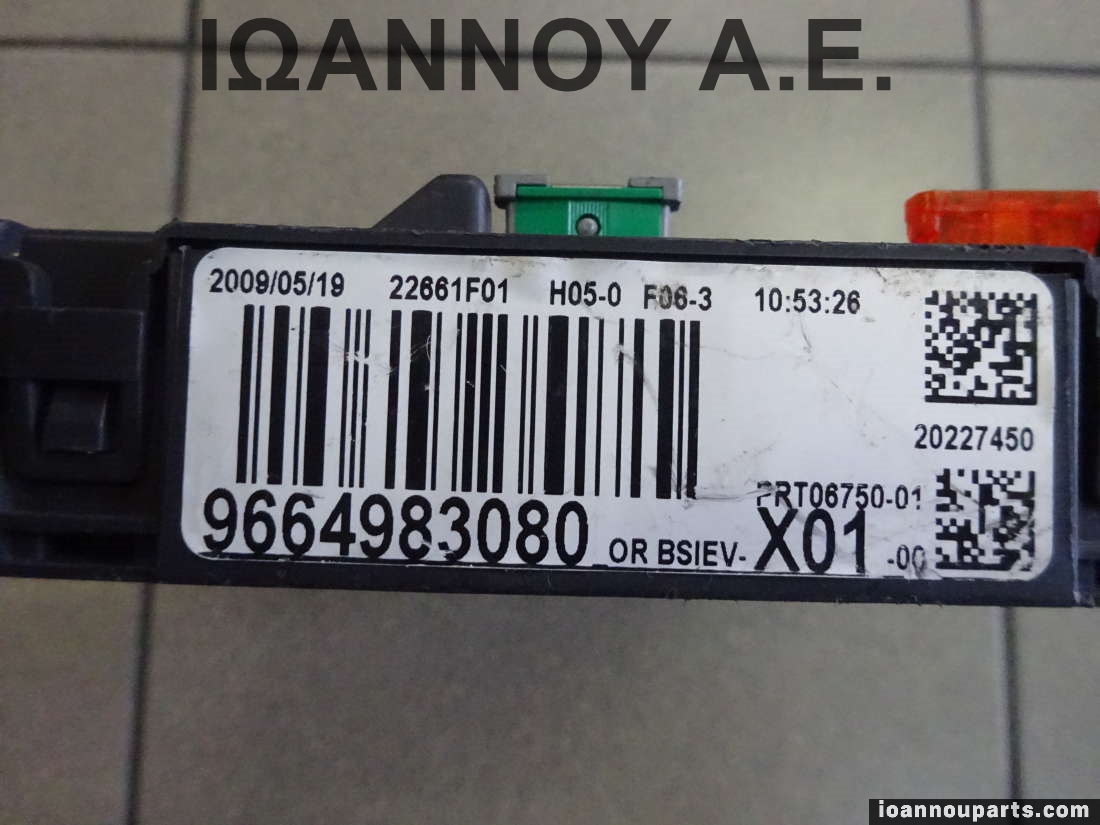 ΙΩΑΝΝΟΥ Α.Ε.
2009/05/19 22661F01 H05-0 F06-3 10:53:26
20227450
PRT06750-01
9664983080 OR BSIEV- X01 -00
ioannouparts.com